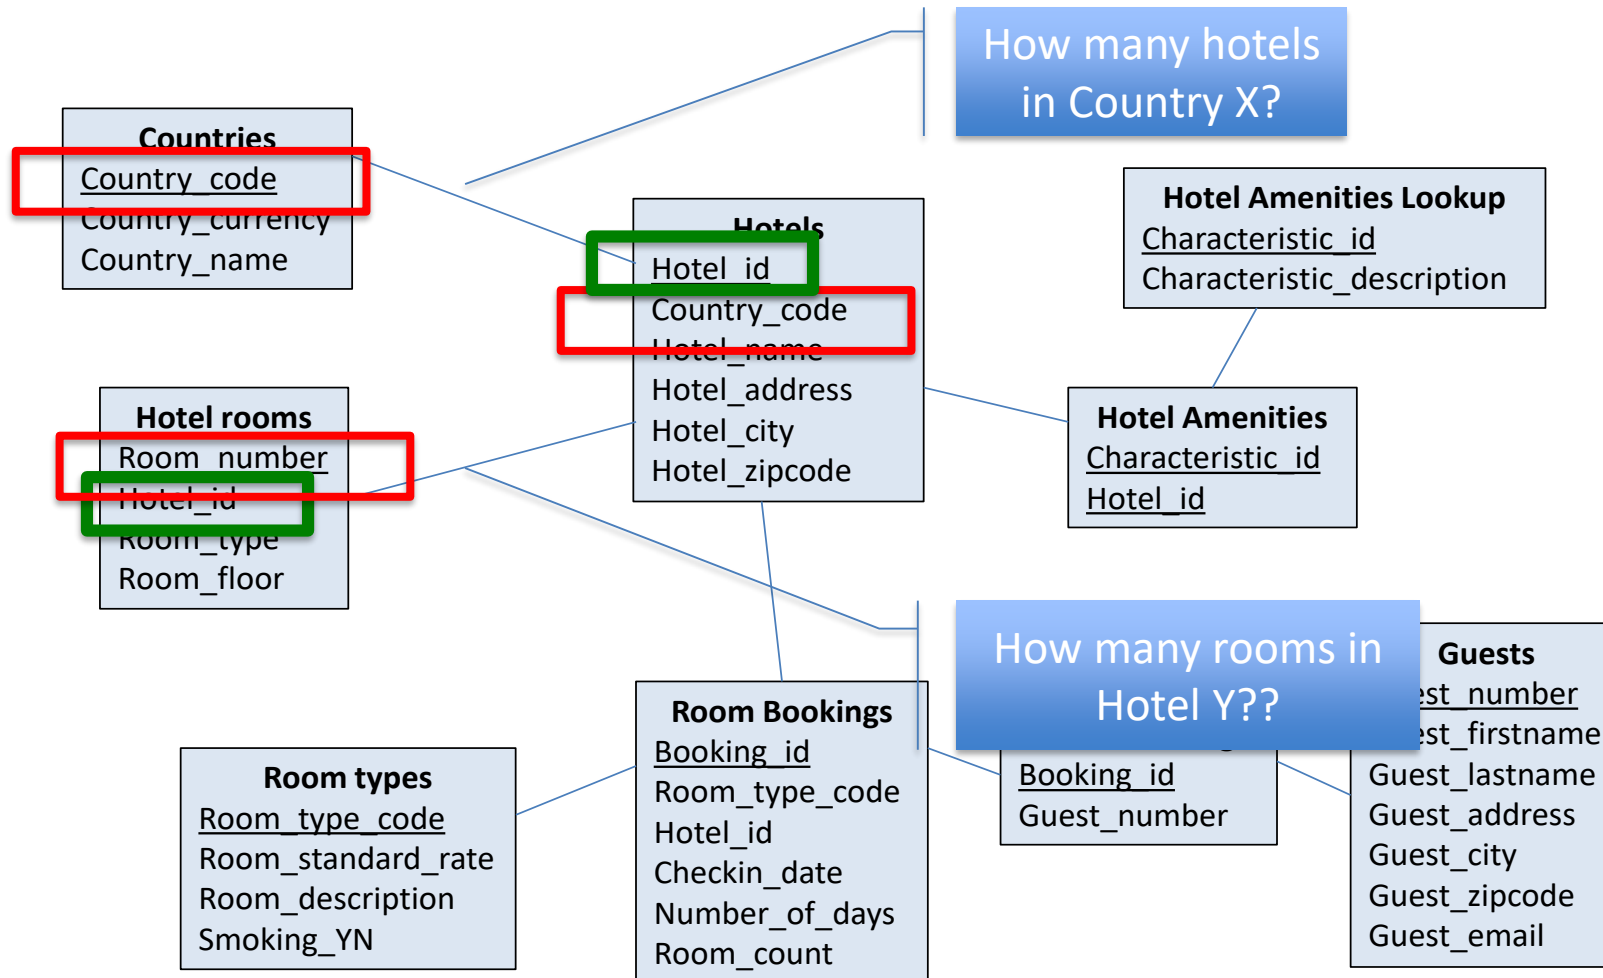 How many hotels
in Country X?
Countries
Country_code
Country_currency
Country_name
Hotels
Hotel_id
Country_code
Hotel_name
Hotel_address
Hotel_city
Hotel_zipcode
Hotel Amenities Lookup
Characteristic_id
Characteristic_description
Hotel rooms
Room_number
Hotel_id
Room_type
Room_floor
Hotel Amenities
Characteristic_id
Hotel_id
How many rooms in
Hotel Y??
Room types
Room_type_code
Room_standard_rate
Room_description
Smoking_YN
Room Bookings
Booking_id
Room_type_code
Hotel_id
Checkin_date
Number_of_days
Room_count
Booking_id
Guest_number
Guests
est_number
est_firstname
Guest_lastname
Guest_address
Guest_city
Guest_zipcode
Guest_email